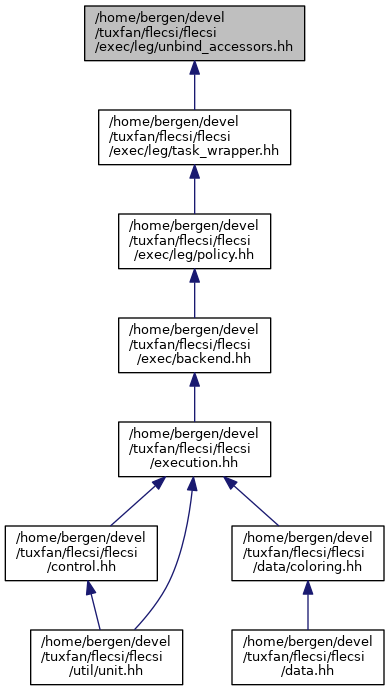 /home/bergen/devel
/tuxfan/flecsi/flecsi
/exec/leg/unbind_accessors.hh
/home/bergen/devel
/tuxfan/flecsi/flecsi
/exec/leg/task_wrapper.hh
/home/bergen/devel
/tuxfan/flecsi/flecsi
/exec/leg/policy.hh
/home/bergen/devel
/tuxfan/flecsi/flecsi
/exec/backend.hh
/home/bergen/devel
/tuxfan/flecsi/flecsi
/execution.hh
/home/bergen/devel
/tuxfan/flecsi/flecsi
/control.hh
/home/bergen/devel
/tuxfan/flecsi/flecsi
/data/coloring.hh
/home/bergen/devel
/tuxfan/flecsi/flecsi
/util/unit.hh
/home/bergen/devel
/tuxfan/flecsi/flecsi
/data.hh